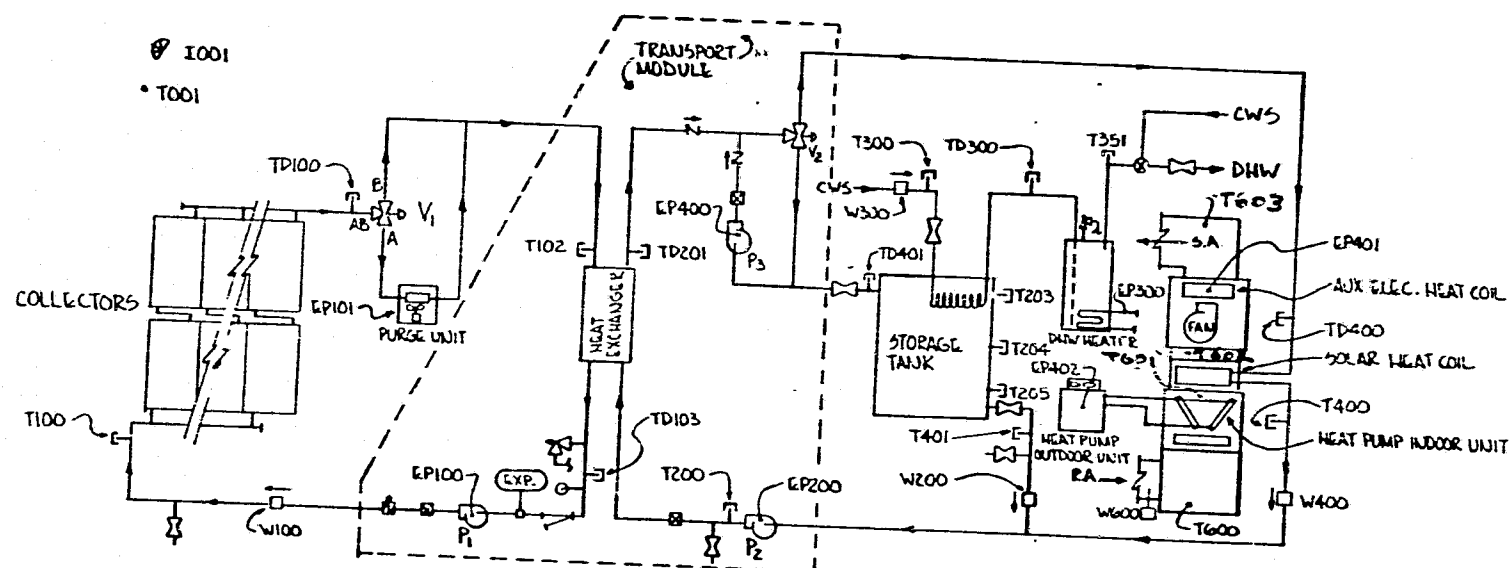 I001
T001
TRANSPORT
MODULE
TD100
B
AB
A
V1
COLLECTORS
EP101
PURGE UNIT
T102
TD201
HEAT
EXCHANGER
EP400
P3
V2
T300
CWS
W300
TD300
TD401
T351
CWS
DHW
T603
S.A.
EP401
AUX ELEC. HEAT COIL
FAN
TD400
SOLAR HEAT COIL
T203
T204
T205
STORAGE
TANK
EP300
DHW HEATER
EP402
HEAT PUMP
OUTDOOR UNIT
T400
HEAT PUMP INDOOR UNIT
T100
W100
EP100
P1
EXP.
TD103
T200
EP200
P2
T401
W200
R.A.
W600
T600
W400